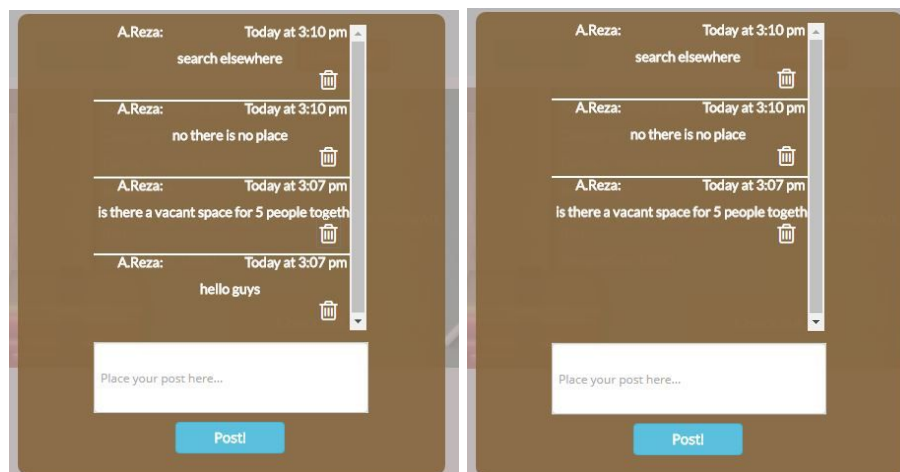 A.Reza: Today at 3:10 pm
search elsewhere
A.Reza: Today at 3:10 pm
no there is no place
A.Reza: Today at 3:07 pm
is there a vacant space for 5 people togeth
A.Reza: Today at 3:07 pm
hello guys
Place your post here...
Post!
A.Reza: Today at 3:10 pm
search elsewhere
A.Reza: Today at 3:10 pm
no there is no place
A.Reza: Today at 3:07 pm
is there a vacant space for 5 people togeth
Place your post here...
Post!